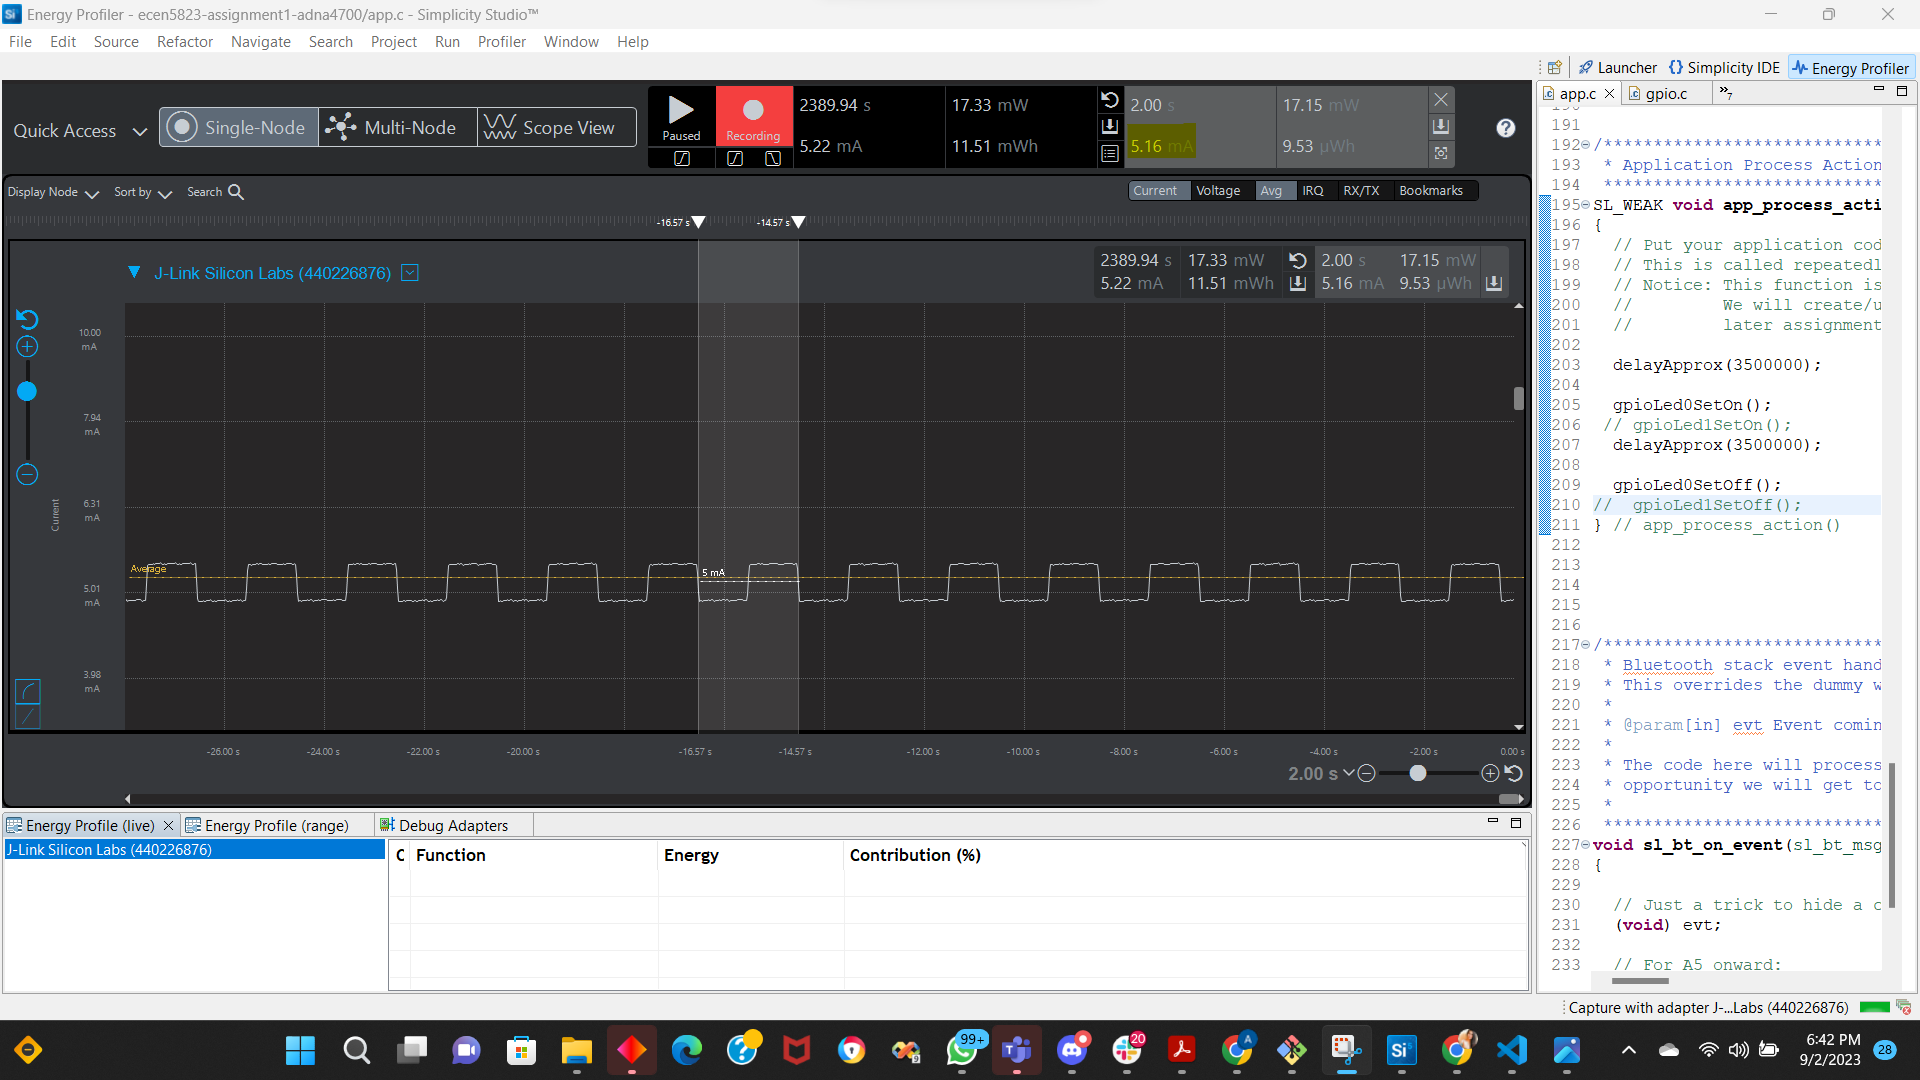 Energy Profiler - ecen5823-assignment1-adna4700/app.c - Simplicity Studio™
File Edit Source Refactor Navigate Search Project Run Profiler Window Help
Launcher {} Simplicity IDE Energy Profiler
Quick Access Single-Node Multi-Node Scope View
Paused Recording
2389.94 s 17.33 mW 2.00 s 17.15 mW
5.22 mA 11.51 mWh 5.16 mA 9.53 µWh
Display Node Sort by Search
Current Voltage Avg IRQ RX/TX Bookmarks
-16.57 s -14.57 s
J-Link Silicon Labs (440226876)
2389.94 s 17.33 mW 2.00 s 17.15 mW
5.22 mA 11.51 mWh 5.16 mA 9.53 µWh
10.00 mA
7.94 mA
6.31 mA
5.01 mA
3.98 mA
Current
Average
5 mA
-26.00 s -24.00 s -22.00 s -20.00 s -16.57 s -14.57 s -12.00 s -10.00 s -8.00 s -6.00 s -4.00 s -2.00 s 0.00 s
2.00 s
Energy Profile (live) Energy Profile (range) Debug Adapters
J-Link Silicon Labs (440226876)
C Function Energy Contribution (%)
app.c gpio.c »7
191
192 /****************************
193 * Application Process Action
194 ****************************
195 SL_WEAK void app_process_acti
196 {
197 // Put your application cod
198 // This is called repeatedl
199 // Notice: This function is
200 // We will create/u
201 // later assignment
202
203 delayApprox(3500000);
204
205 gpioLed0SetOn();
206 // gpioLed1SetOn();
207 delayApprox(3500000);
208
209 gpioLed0SetOff();
210 // gpioLed1SetOff();
211 } // app_process_action()
212
213
214
215
216
217 /****************************
218 * Bluetooth stack event hand
219 * This overrides the dummy w
220 *
221 * @param[in] evt Event comin
222 *
223 * The code here will process
224 * opportunity we will get to
225 *
226 ****************************
227 void sl_bt_on_event(sl_bt_msg
228 {
229
230 // Just a trick to hide a c
231 (void) evt;
232
233 // For A5 onward:
Capture with adapter J-...Labs (440226876)
99+ 20 A Si 9
6:42 PM
9/2/2023 28